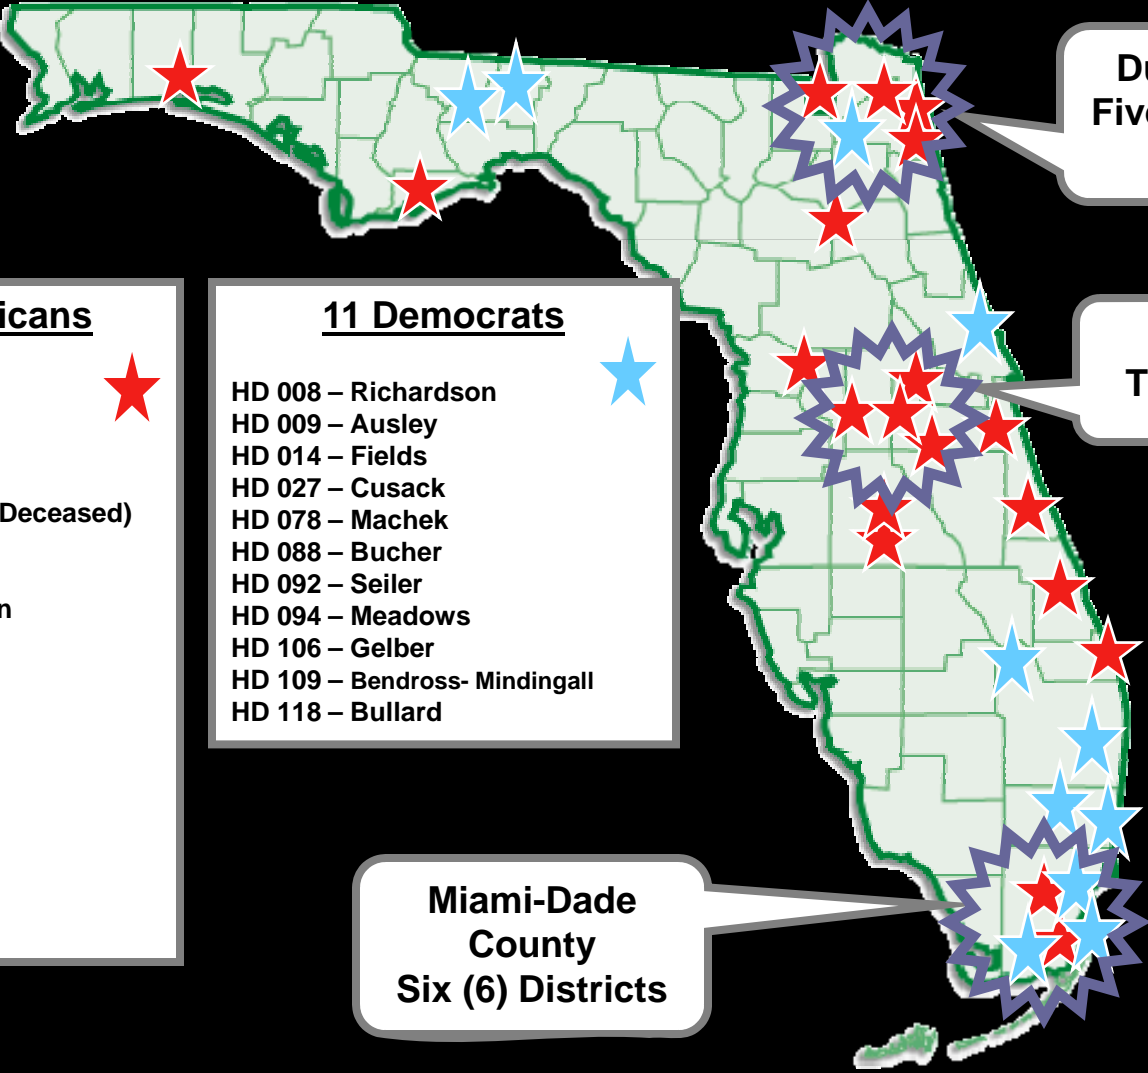 Du
Five
icans
Deceased)
n
11 Democrats
HD 008 – Richardson
HD 009 – Ausley
HD 014 – Fields
HD 027 – Cusack
HD 078 – Machek
HD 088 – Bucher
HD 092 – Seiler
HD 094 – Meadows
HD 106 – Gelber
HD 109 – Bendross- Mindingall
HD 118 – Bullard
T
Miami-Dade
County
Six (6) Districts